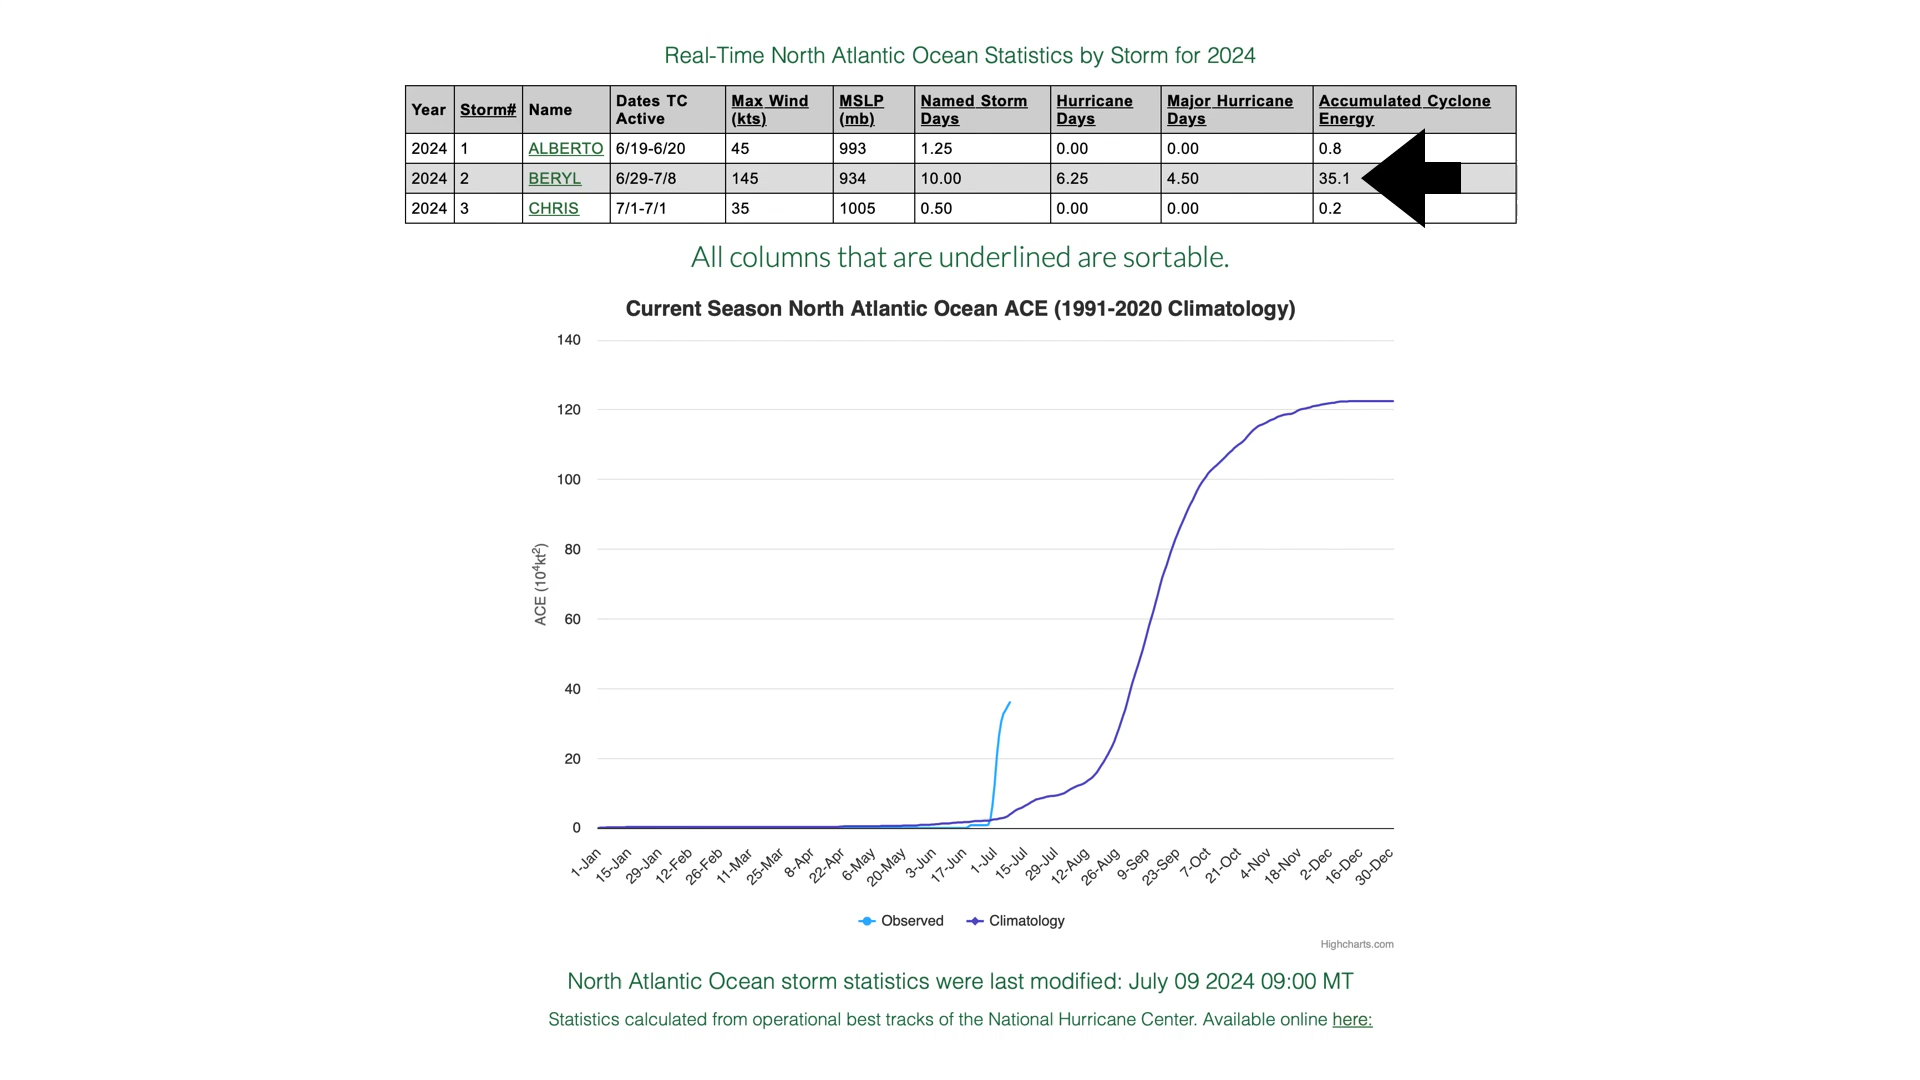 Real-Time North Atlantic Ocean Statistics by Storm for 2024
Year Storm# Name Dates TC Active Max Wind (kts) MSLP (mb) Named Storm Days Hurricane Days Major Hurricane Days Accumulated Cyclone Energy
2024 1 ALBERTO 6/19-6/20 45 993 1.25 0.00 0.00 0.8
2024 2 BERYL 6/29-7/8 145 934 10.00 6.25 4.50 35.1
2024 3 CHRIS 7/1-7/1 35 1005 0.50 0.00 0.00 0.2
All columns that are underlined are sortable.
Current Season North Atlantic Ocean ACE (1991-2020 Climatology)
140
120
100
80
60
40
20
0
ACE (10⁴kt²)
1-Jan 15-Jan 29-Jan 12-Feb 26-Feb 11-Mar 25-Mar 8-Apr 22-Apr 6-May 20-May 3-Jun 17-Jun 1-Jul 15-Jul 29-Jul 12-Aug 26-Aug 9-Sep 23-Sep 7-Oct 21-Oct 4-Nov 18-Nov 2-Dec 16-Dec 30-Dec
Observed Climatology
Highcharts.com
North Atlantic Ocean storm statistics were last modified: July 09 2024 09:00 MT
Statistics calculated from operational best tracks of the National Hurricane Center. Available online here: